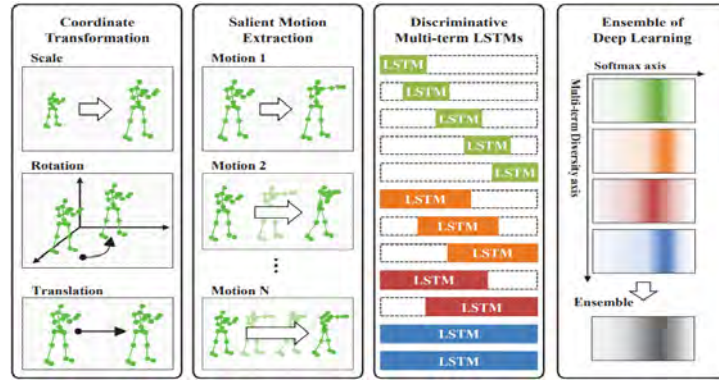 Coordinate
Transformation
Scale
Rotation
Translation
Salient Motion
Extraction
Motion 1
Motion 2
Motion N
Discriminative
Multi-term LSTMs
LSTM
LSTM
LSTM
LSTM
LSTM
LSTM
LSTM
LSTM
LSTM
LSTM
LSTM
LSTM
Ensemble of
Deep Learning
Softmax axis
Multi-term Diversity axis
Ensemble